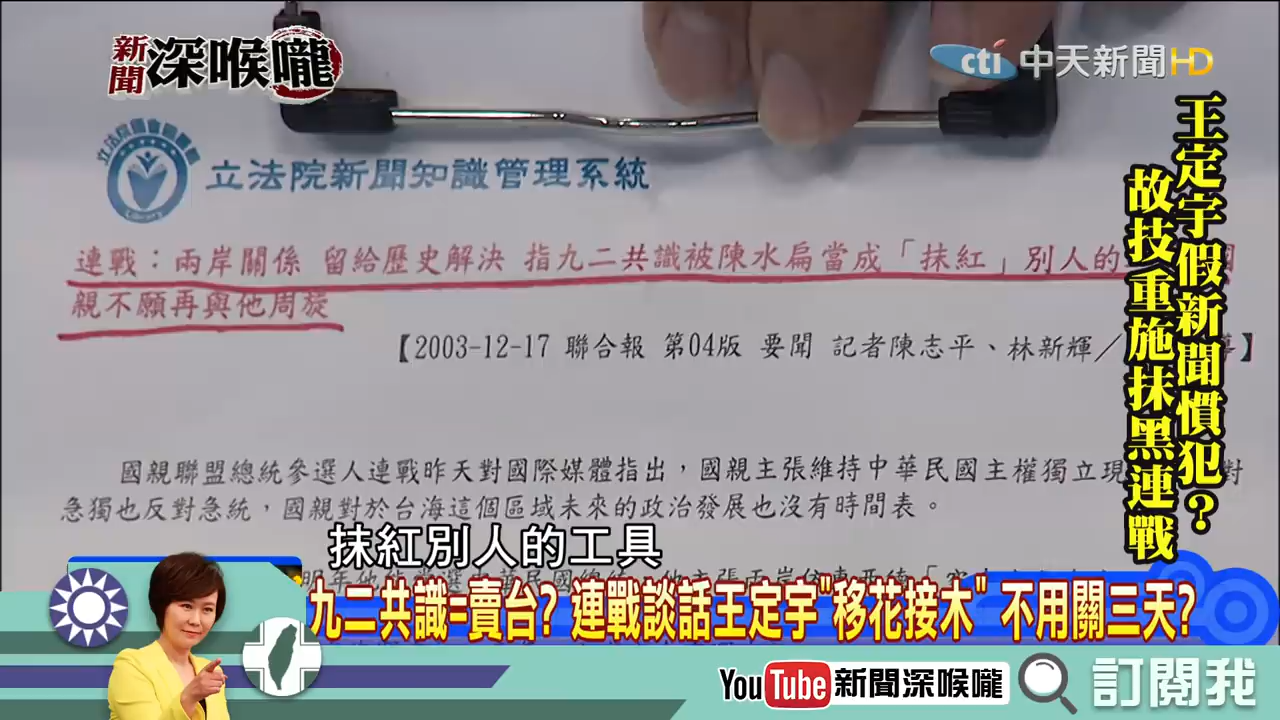 新聞深喉嚨
cti 中天新聞HD
王定宇假新聞慣犯?
故技重施抹黑連戰
Library
立法院新聞知識管理系統
連戰:兩岸關係 留給歷史解決 指九二共識被陳水扁當成「抹紅」別人的
親不願再與他周旋
【2003-12-17 聯合報 第04版 要聞 記者陳志平、林新輝/
國親聯盟總統參選人連戰昨天對國際媒體指出,國親主張維持中華民國主權獨立現
急獨也反對急統,國親對於台海這個區域未來的政治發展也沒有時間表。
抹紅別人的工具
九二共識=賣台? 連戰談話王定宇"移花接木" 不用關三天?
YouTube 新聞深喉嚨 訂閱我